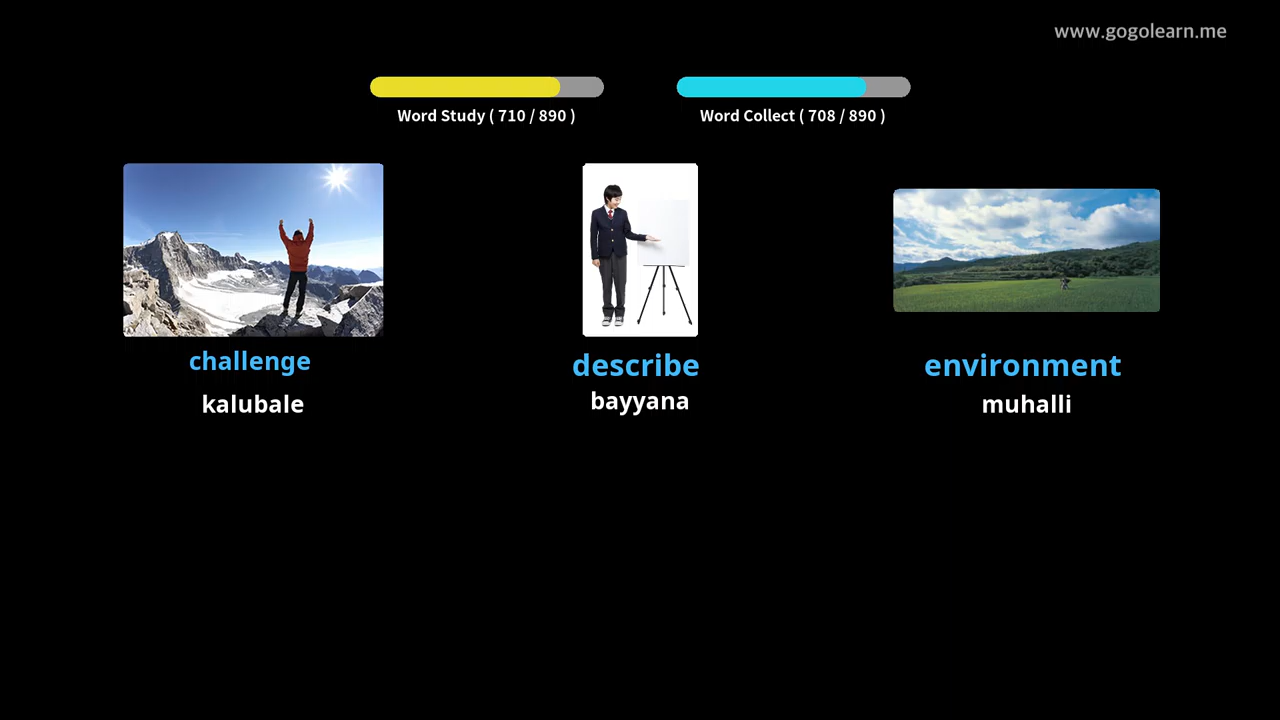 www.gogolearn.me
Word Study ( 710 / 890 )
Word Collect ( 708 / 890 )
challenge
kalubale
describe
bayyana
environment
muhalli